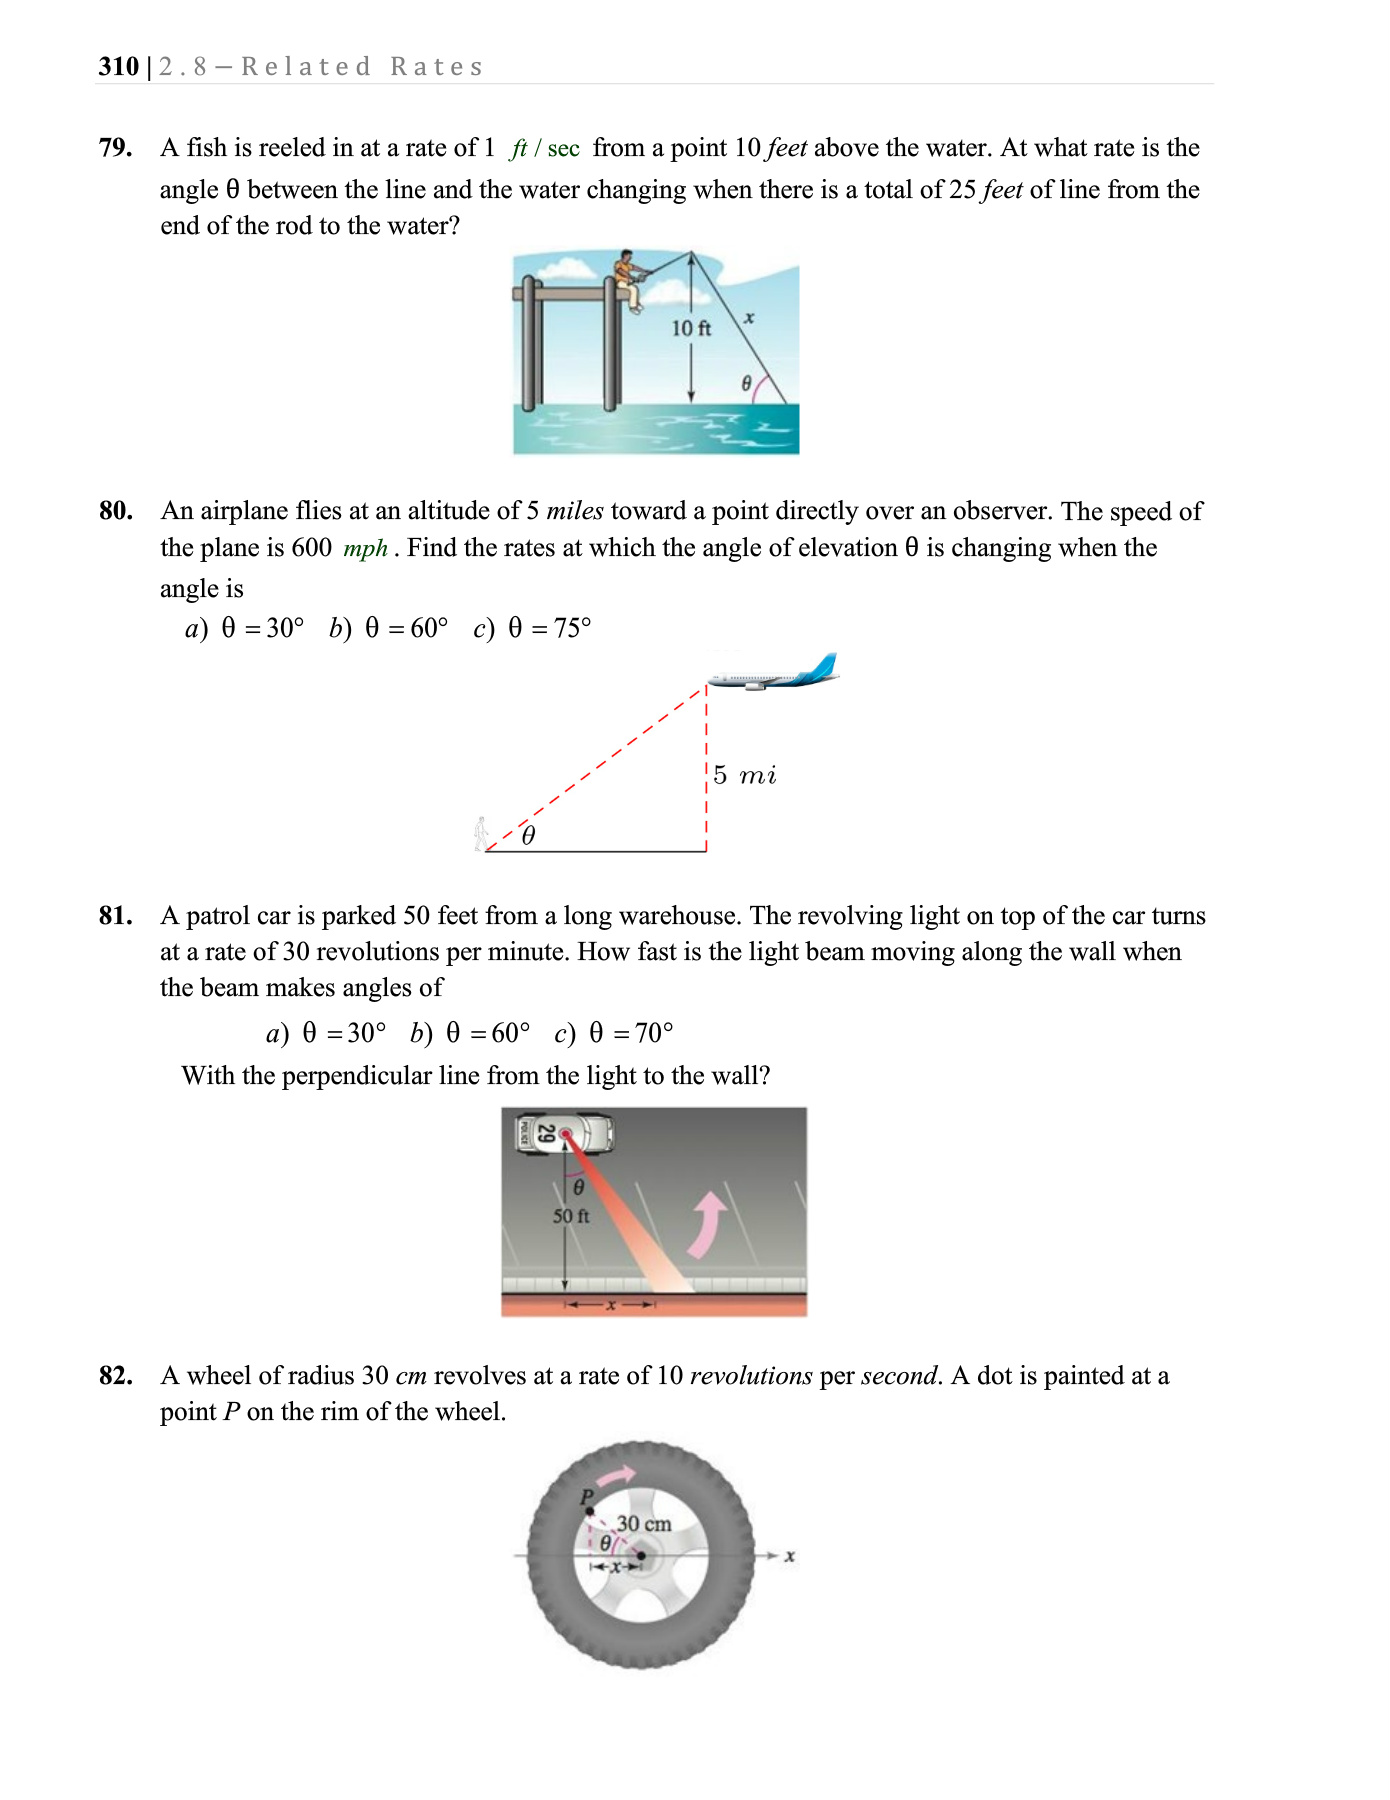 310 | 2.8 – Related Rates
79. A fish is reeled in at a rate of 1 ft / sec from a point 10 feet above the water. At what rate is the
angle θ between the line and the water changing when there is a total of 25 feet of line from the
end of the rod to the water?
10 ft
x
θ
80. An airplane flies at an altitude of 5 miles toward a point directly over an observer. The speed of
the plane is 600 mph . Find the rates at which the angle of elevation θ is changing when the
angle is
a) θ = 30° b) θ = 60° c) θ = 75°
5 mi
θ
81. A patrol car is parked 50 feet from a long warehouse. The revolving light on top of the car turns
at a rate of 30 revolutions per minute. How fast is the light beam moving along the wall when
the beam makes angles of
a) θ = 30° b) θ = 60° c) θ = 70°
With the perpendicular line from the light to the wall?
POLICE
29
θ
50 ft
x
82. A wheel of radius 30 cm revolves at a rate of 10 revolutions per second. A dot is painted at a
point P on the rim of the wheel.
P
30 cm
θ
x
x